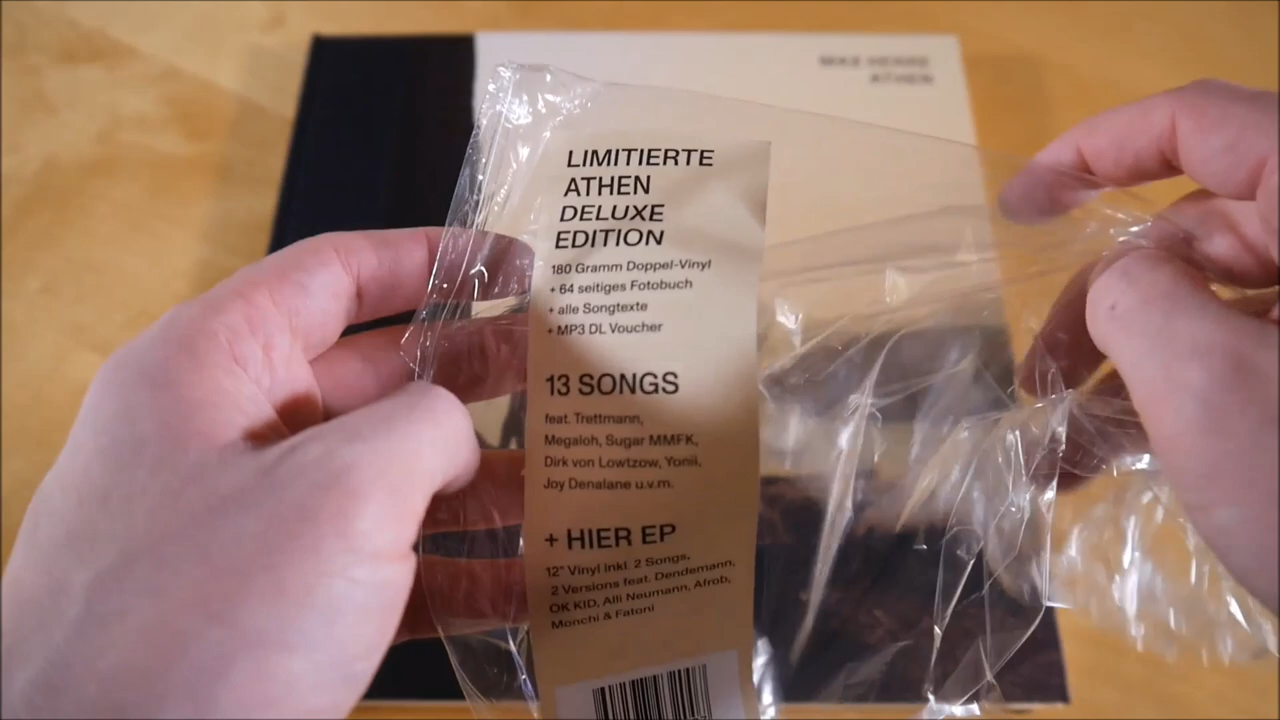 MAX HERRE
ATHEN
LIMITIERTE
ATHEN
DELUXE
EDITION
180 Gramm Doppel-Vinyl
+ 64 seitiges Fotobuch
+ alle Songtexte
+ MP3 DL Voucher
13 SONGS
feat. Trettmann,
Megaloh, Sugar MMFK,
Dirk von Lowtzow, Yonii,
Joy Denalane u.v.m.
+ HIER EP
12" Vinyl inkl. 2 Songs,
2 Versions feat. Dendemann,
OK KID, Alli Neumann, Afrob,
Monchi & Fatoni